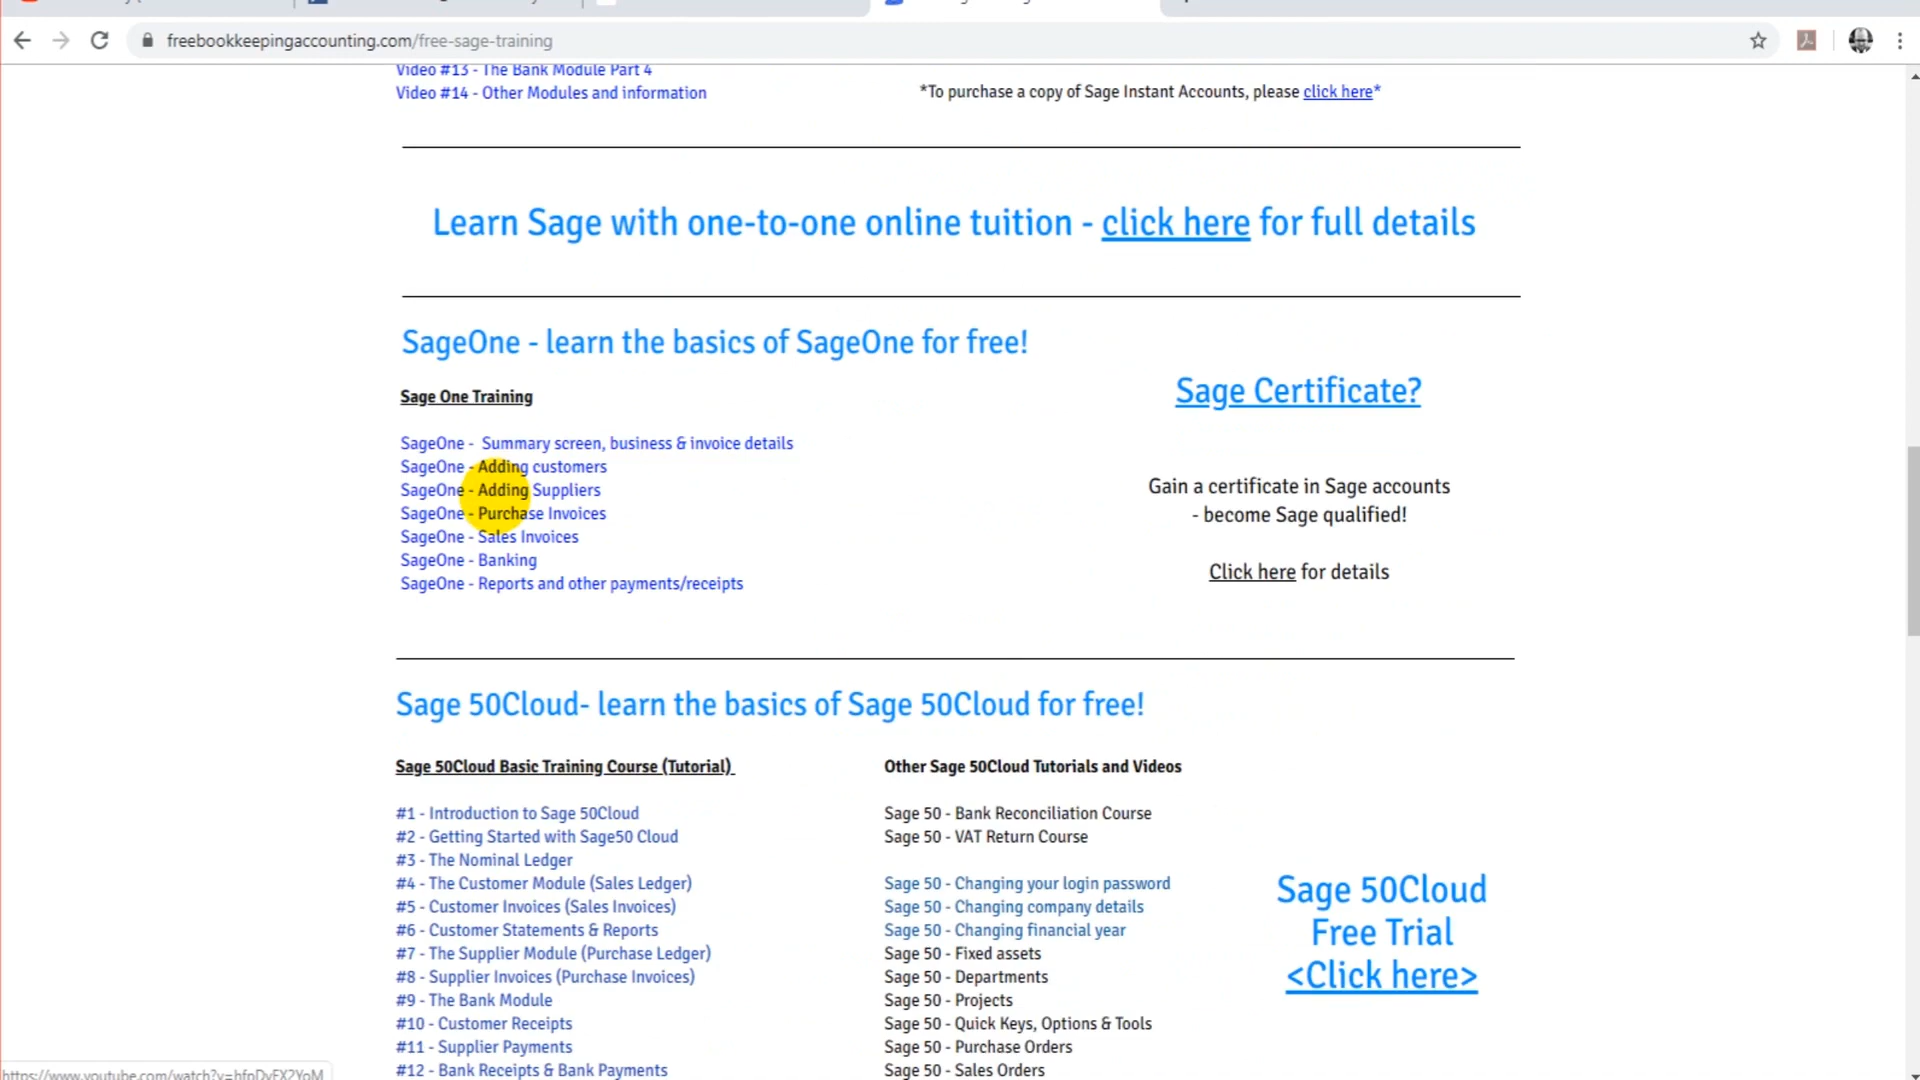 freebookkeepingaccounting.com/free-sage-training
Video #13 - The Bank Module Part 4
Video #14 - Other Modules and information
*To purchase a copy of Sage Instant Accounts, please click here*
Learn Sage with one-to-one online tuition - click here for full details
SageOne - learn the basics of SageOne for free!
Sage One Training
SageOne - Summary screen, business & invoice details
SageOne - Adding customers
SageOne - Adding Suppliers
SageOne - Purchase Invoices
SageOne - Sales Invoices
SageOne - Banking
SageOne - Reports and other payments/receipts
Sage Certificate?
Gain a certificate in Sage accounts
- become Sage qualified!
Click here for details
Sage 50Cloud- learn the basics of Sage 50Cloud for free!
Sage 50Cloud Basic Training Course (Tutorial)
#1 - Introduction to Sage 50Cloud
#2 - Getting Started with Sage50 Cloud
#3 - The Nominal Ledger
#4 - The Customer Module (Sales Ledger)
#5 - Customer Invoices (Sales Invoices)
#6 - Customer Statements & Reports
#7 - The Supplier Module (Purchase Ledger)
#8 - Supplier Invoices (Purchase Invoices)
#9 - The Bank Module
#10 - Customer Receipts
#11 - Supplier Payments
#12 - Bank Receipts & Bank Payments
Other Sage 50Cloud Tutorials and Videos
Sage 50 - Bank Reconciliation Course
Sage 50 - VAT Return Course
Sage 50 - Changing your login password
Sage 50 - Changing company details
Sage 50 - Changing financial year
Sage 50 - Fixed assets
Sage 50 - Departments
Sage 50 - Projects
Sage 50 - Quick Keys, Options & Tools
Sage 50 - Purchase Orders
Sage 50 - Sales Orders
Sage 50Cloud
Free Trial
<Click here>